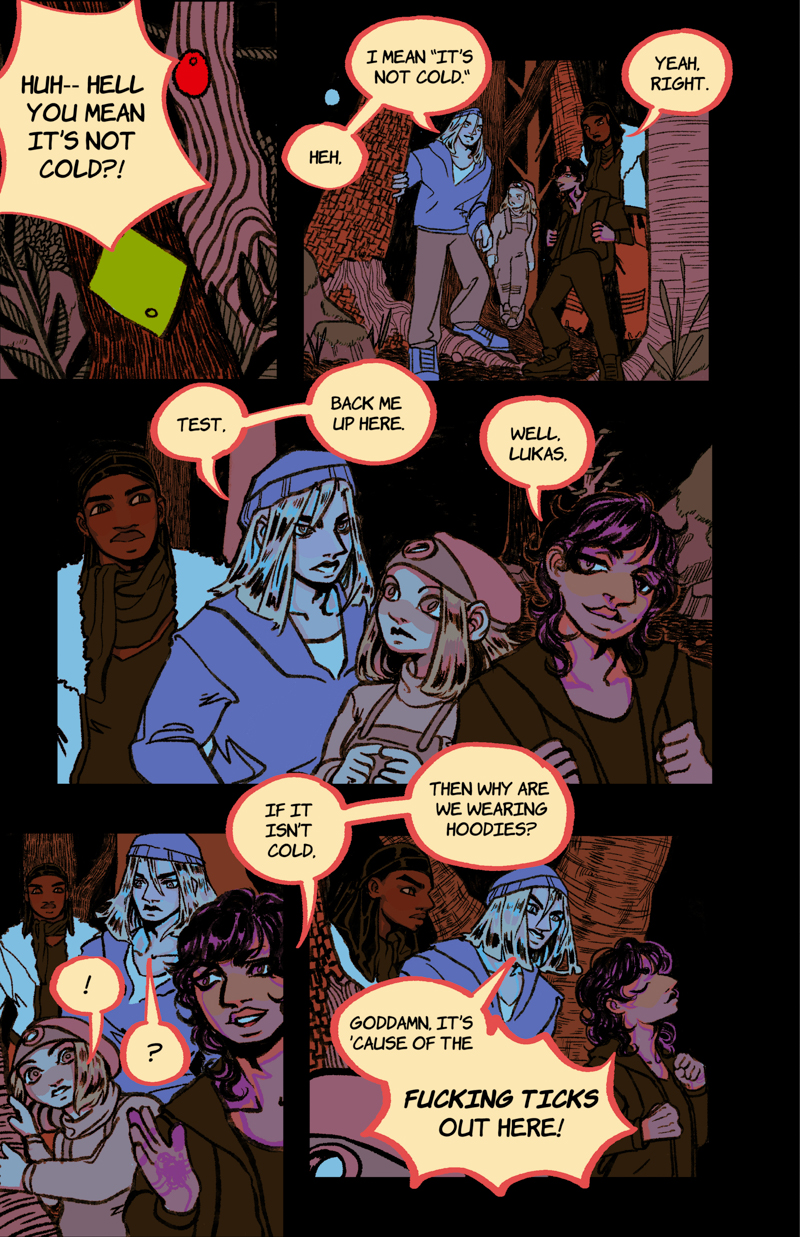 HUH-- HELL
YOU MEAN
IT'S NOT
COLD?!
HEH.
I MEAN "IT'S
NOT COLD."
YEAH,
RIGHT.
TEST,
BACK ME
UP HERE.
WELL,
LUKAS,
IF IT
ISN'T
COLD,
THEN WHY ARE
WE WEARING
HOODIES?
!
?
GODDAMN, IT'S
'CAUSE OF THE
FUCKING TICKS
OUT HERE!